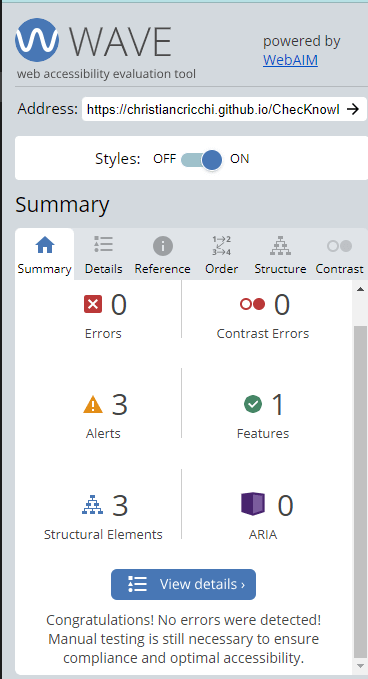 WAVE
web accessibility evaluation tool
powered by
WebAIM
Address: https://christiancricchi.github.io/ChecKnowl
Styles: OFF ON
Summary
Summary Details Reference Order Structure Contrast
0 Errors
0 Contrast Errors
3 Alerts
1 Features
3 Structural Elements
0 ARIA
View details ›
Congratulations! No errors were detected!
Manual testing is still necessary to ensure
compliance and optimal accessibility.